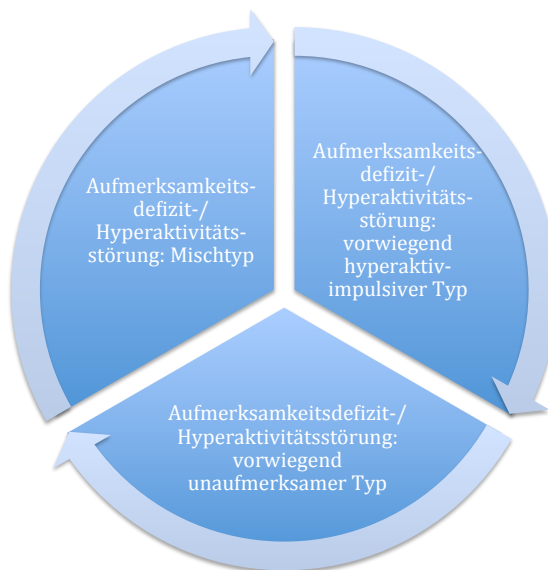 Aufmerksamkeits-
defizit-/
Hyperaktivitäts-
störung: Mischtyp
Aufmerksamkeits-
defizit-/
Hyperaktivitäts-
störung:
vorwiegend
hyperaktiv-
impulsiver Typ
Aufmerksamkeitsdefizit-/
Hyperaktivitätsstörung:
vorwiegend
unaufmerksamer Typ